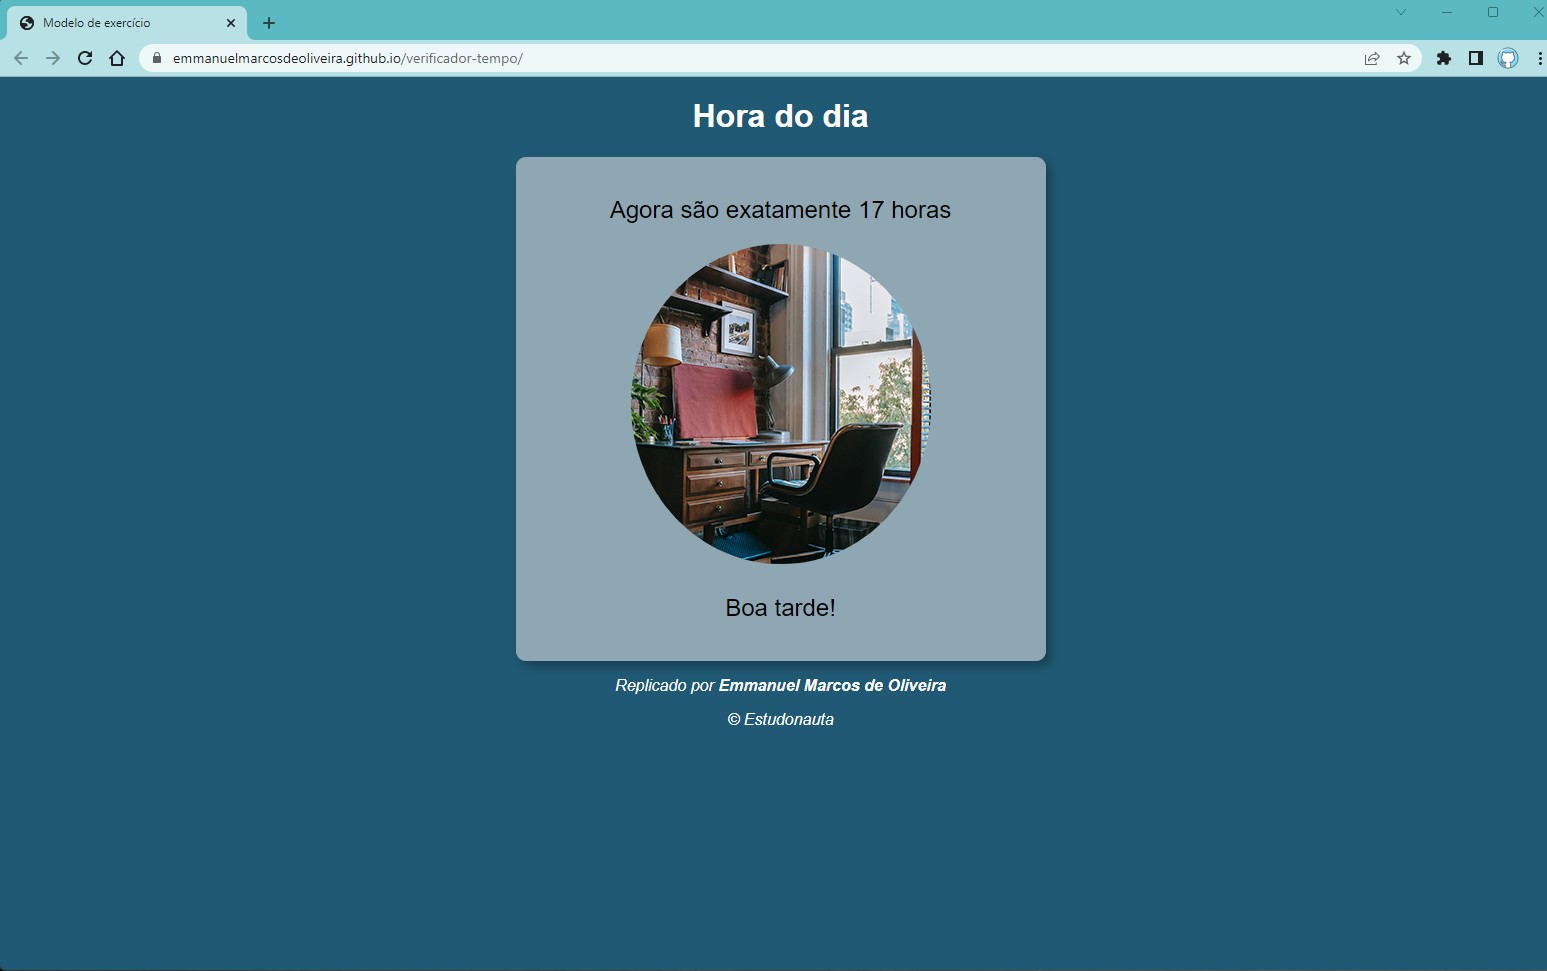 Modelo de exercício
emmanuelmarcosdeoliveira.github.io/verificador-tempo/
Hora do dia
Agora são exatamente 17 horas
Boa tarde!
Replicado por Emmanuel Marcos de Oliveira
© Estudonauta